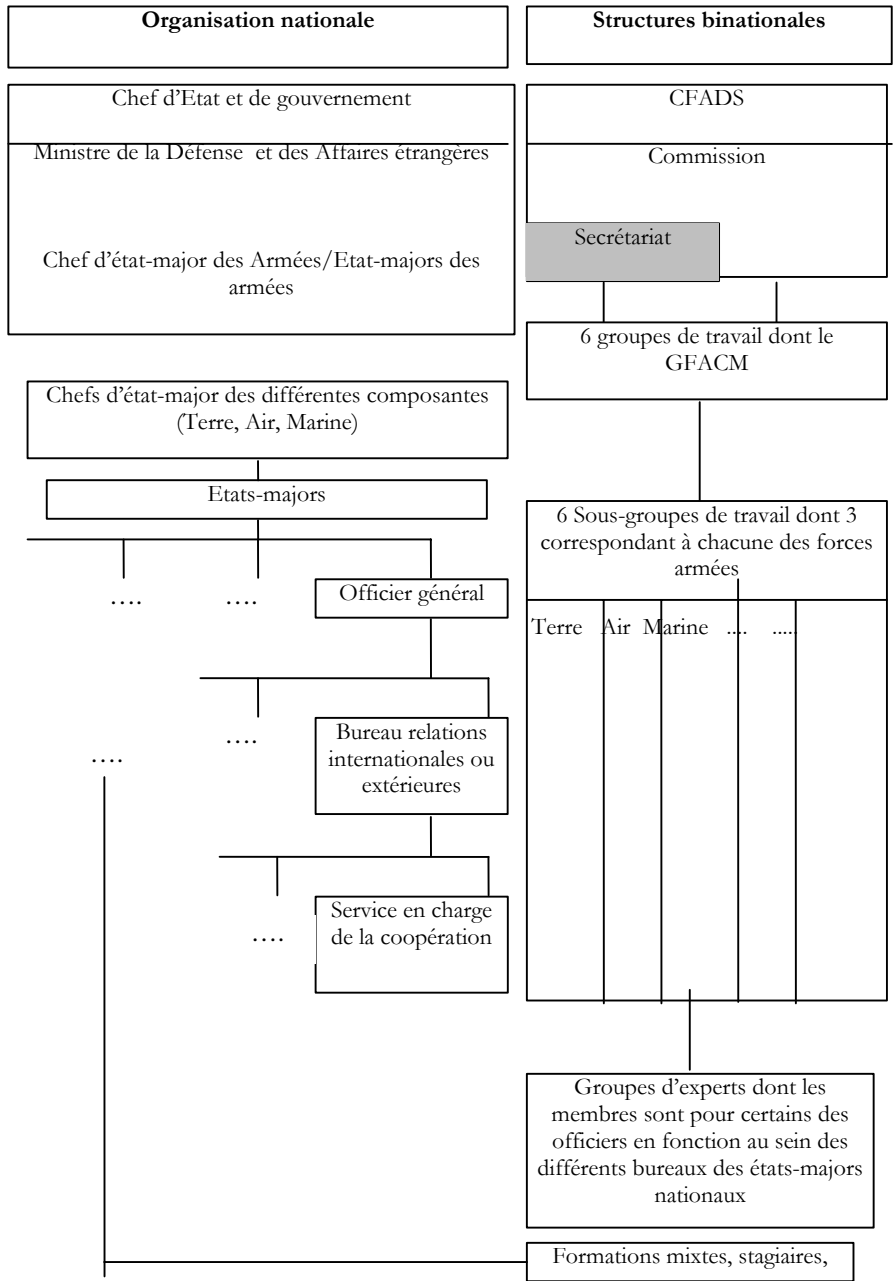 Organisation nationale
Structures binationales
Chef d'Etat et de gouvernement
Ministre de la Défense et des Affaires étrangères
Chef d'état-major des Armées/Etat-majors des
armées
CFADS
Commission
Secrétariat
6 groupes de travail dont le
GFACM
Chefs d'état-major des différentes composantes
(Terre, Air, Marine)
Etats-majors
....
....
Officier général
....
....
Bureau relations
internationales ou
extérieures
....
Service en charge
de la coopération
6 Sous-groupes de travail dont 3
correspondant à chacune des forces
armées
Terre Air Marine .... .....
Groupes d'experts dont les
membres sont pour certains des
officiers en fonction au sein des
différents bureaux des états-majors
nationaux
Formations mixtes, stagiaires,